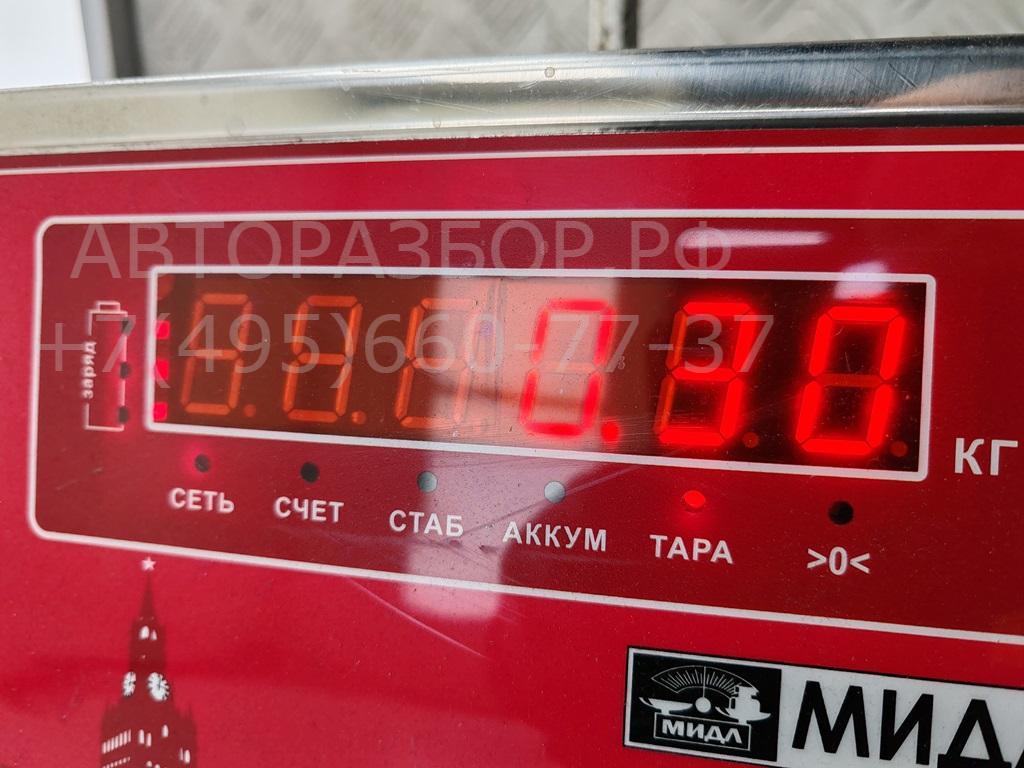 АВТОРАЗБОР.РФ
+7(495)660-77-37
заряд
0.30
КГ
СЕТЬ СЧЕТ СТАБ АККУМ ТАРА >0<
МИДЛ
МИДЛ